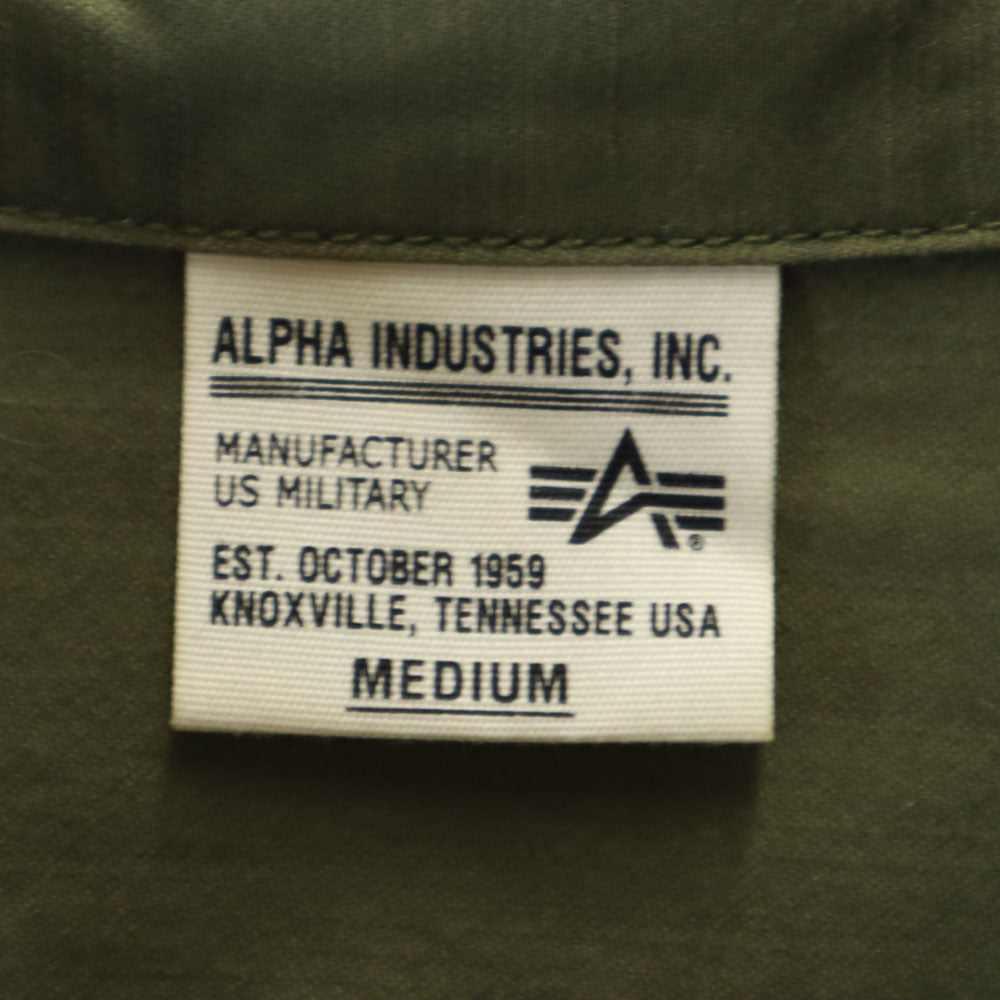 ALPHA INDUSTRIES, INC.
MANUFACTURER
US MILITARY
®
EST. OCTOBER 1959
KNOXVILLE, TENNESSEE USA
MEDIUM